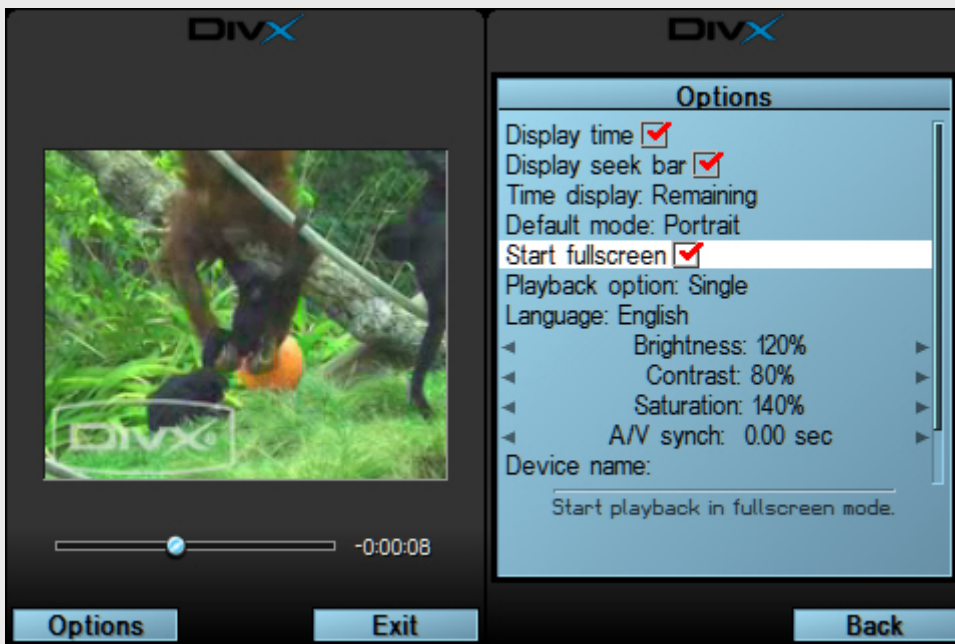 DIVX
DIVX
-0:00:08
Options
Exit
DIVX
Options
Display time
Display seek bar
Time display: Remaining
Default mode: Portrait
Start fullscreen
Playback option: Single
Language: English
Brightness: 120%
Contrast: 80%
Saturation: 140%
A/V synch: 0.00 sec
Device name:
Start playback in fullscreen mode.
Back